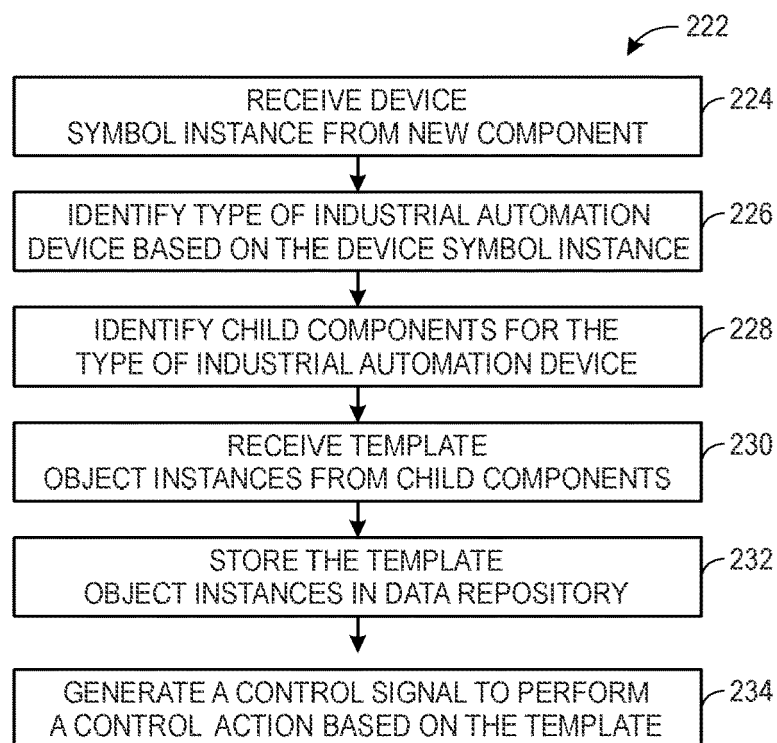 222
RECEIVE DEVICE
SYMBOL INSTANCE FROM NEW COMPONENT
224
IDENTIFY TYPE OF INDUSTRIAL AUTOMATION
DEVICE BASED ON THE DEVICE SYMBOL INSTANCE
226
IDENTIFY CHILD COMPONENTS FOR THE
TYPE OF INDUSTRIAL AUTOMATION DEVICE
228
RECEIVE TEMPLATE
OBJECT INSTANCES FROM CHILD COMPONENTS
230
STORE THE TEMPLATE
OBJECT INSTANCES IN DATA REPOSITORY
232
GENERATE A CONTROL SIGNAL TO PERFORM
A CONTROL ACTION BASED ON THE TEMPLATE
234